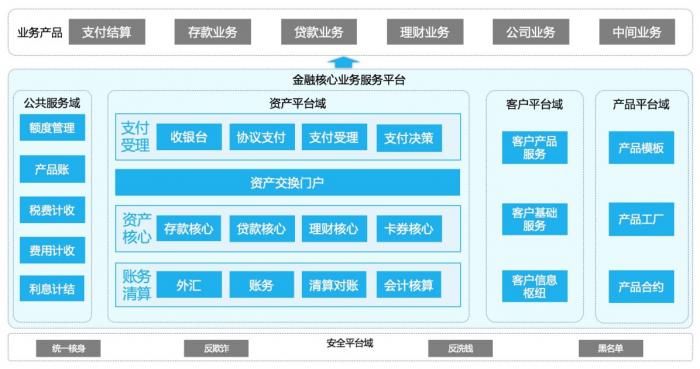 业务产品
支付结算
存款业务
贷款业务
理财业务
公司业务
中间业务
金融核心业务服务平台
公共服务域
额度管理
产品账
税费计收
费用计收
利息计结
资产平台域
支付
受理
收银台
协议支付
支付受理
支付决策
资产交换门户
资产
核心
存款核心
贷款核心
理财核心
卡券核心
账务
清算
外汇
账务
清算对账
会计核算
客户平台域
客户产品
服务
客户基础
服务
客户信息
枢纽
产品平台域
产品模板
产品工厂
产品合约
安全平台域
统一核身
反欺诈
反洗钱
黑名单